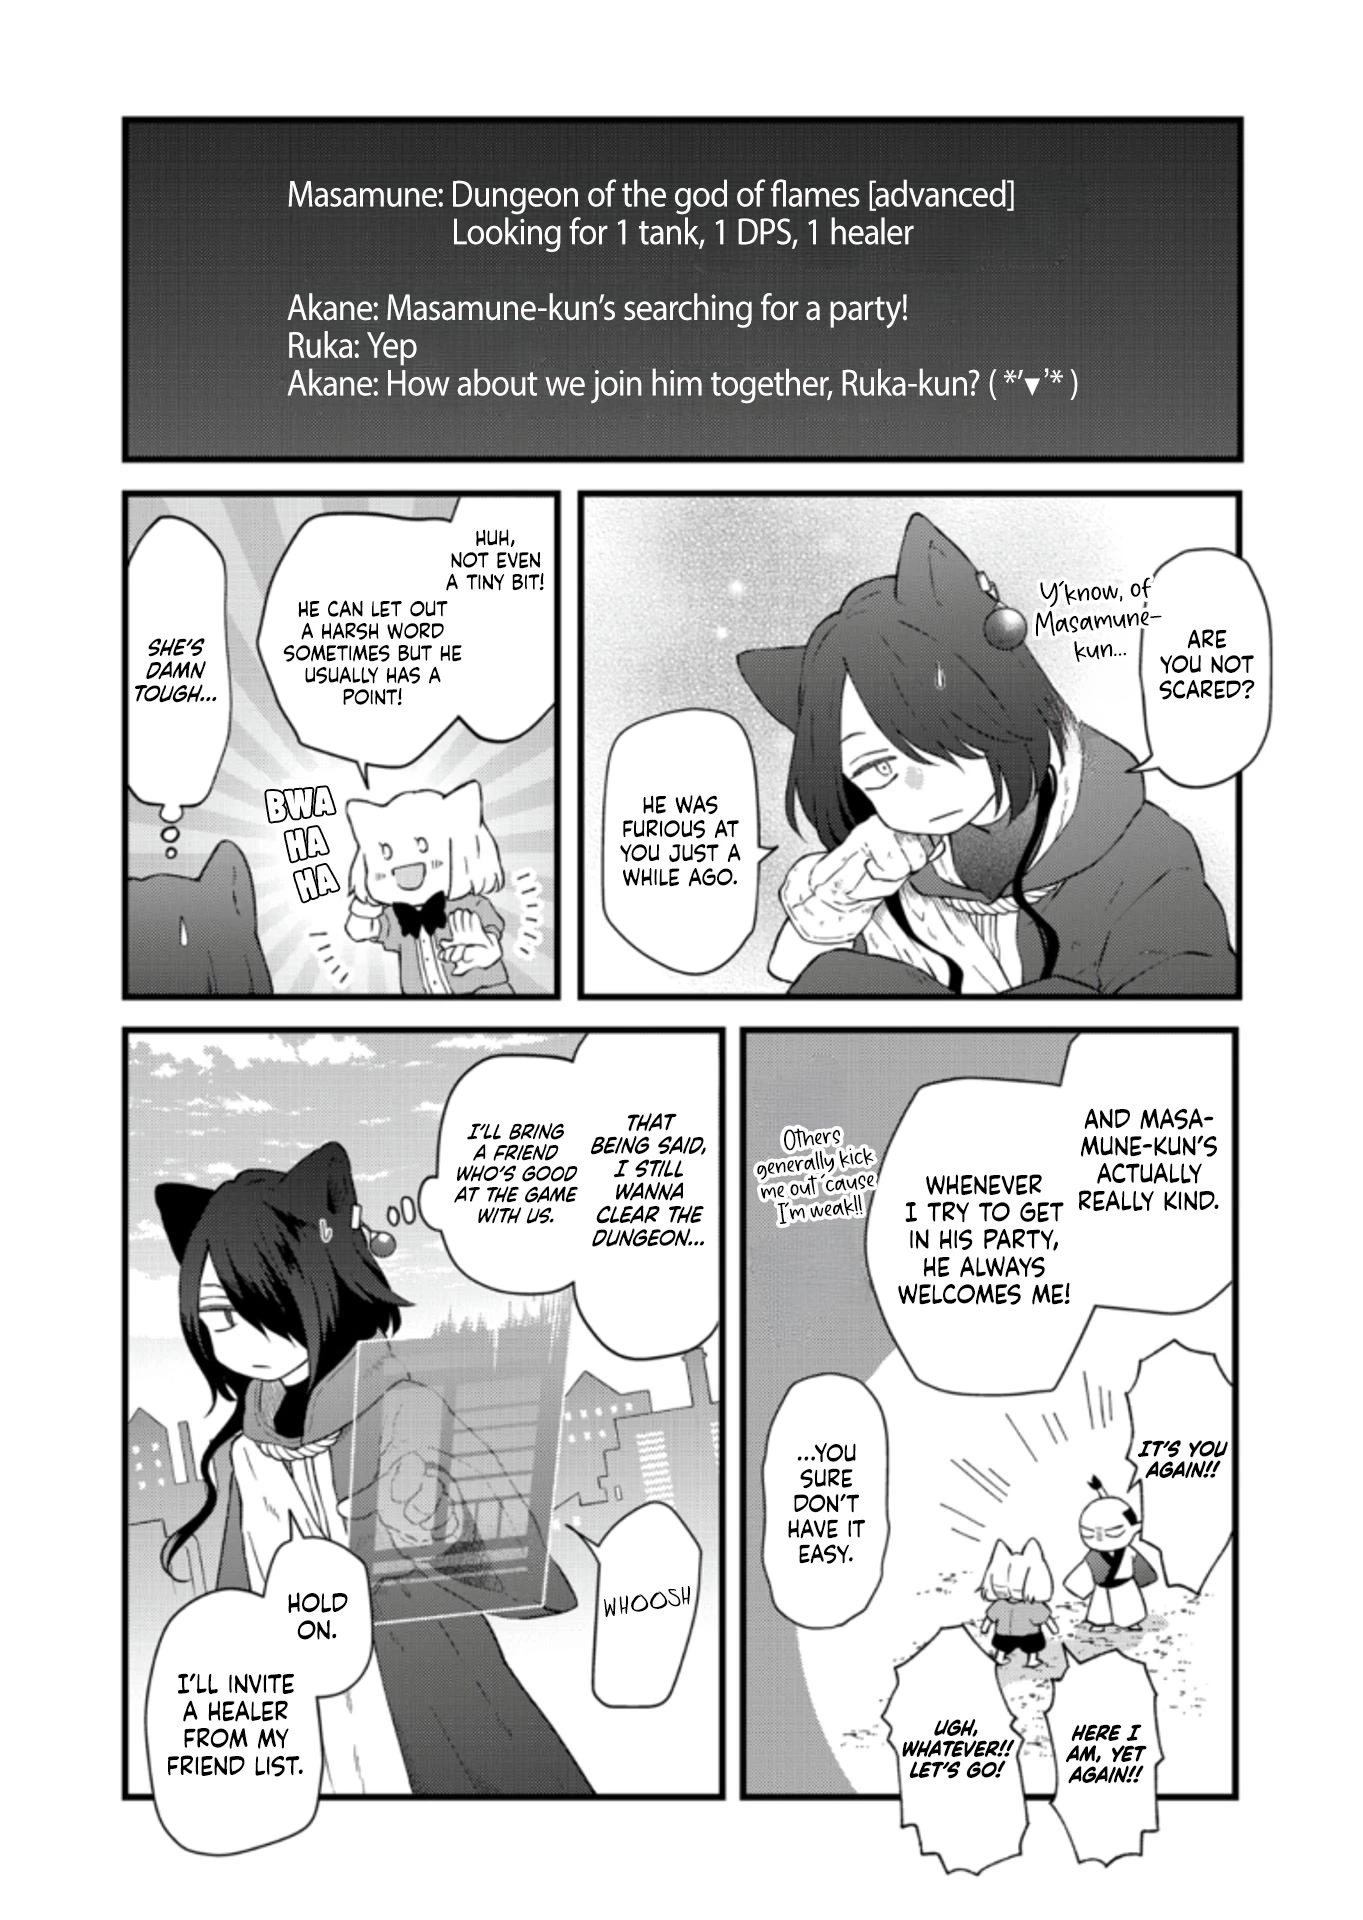 Masamune: Dungeon of the god of flames [advanced]
Looking for 1 tank, 1 DPS, 1 healer
Akane: Masamune-kun's searching for a party!
Ruka: Yep
Akane: How about we join him together, Ruka-kun? ( *'▼'* )
ARE
YOU NOT
SCARED?
Y'know, of
Masamune-
kun...
HE WAS
FURIOUS AT
YOU JUST A
WHILE AGO.
HUH,
NOT EVEN
A TINY BIT!
HE CAN LET OUT
A HARSH WORD
SOMETIMES BUT HE
USUALLY HAS A
POINT!
BWA
HA
HA
SHE'S
DAMN
TOUGH...
AND MASA-
MUNE-KUN'S
ACTUALLY
REALLY KIND.
WHENEVER
I TRY TO GET
IN HIS PARTY,
HE ALWAYS
WELCOMES ME!
Others
generally kick
me out 'cause
I'm weak!!
IT'S YOU
AGAIN!!
HERE I
AM, YET
AGAIN!!
UGH,
WHATEVER!!
LET'S GO!
...YOU
SURE
DON'T
HAVE IT
EASY.
THAT
BEING SAID,
I STILL
WANNA
CLEAR THE
DUNGEON...
I'LL BRING
A FRIEND
WHO'S GOOD
AT THE GAME
WITH US.
WHOOSH
HOLD
ON.
I'LL INVITE
A HEALER
FROM MY
FRIEND LIST.